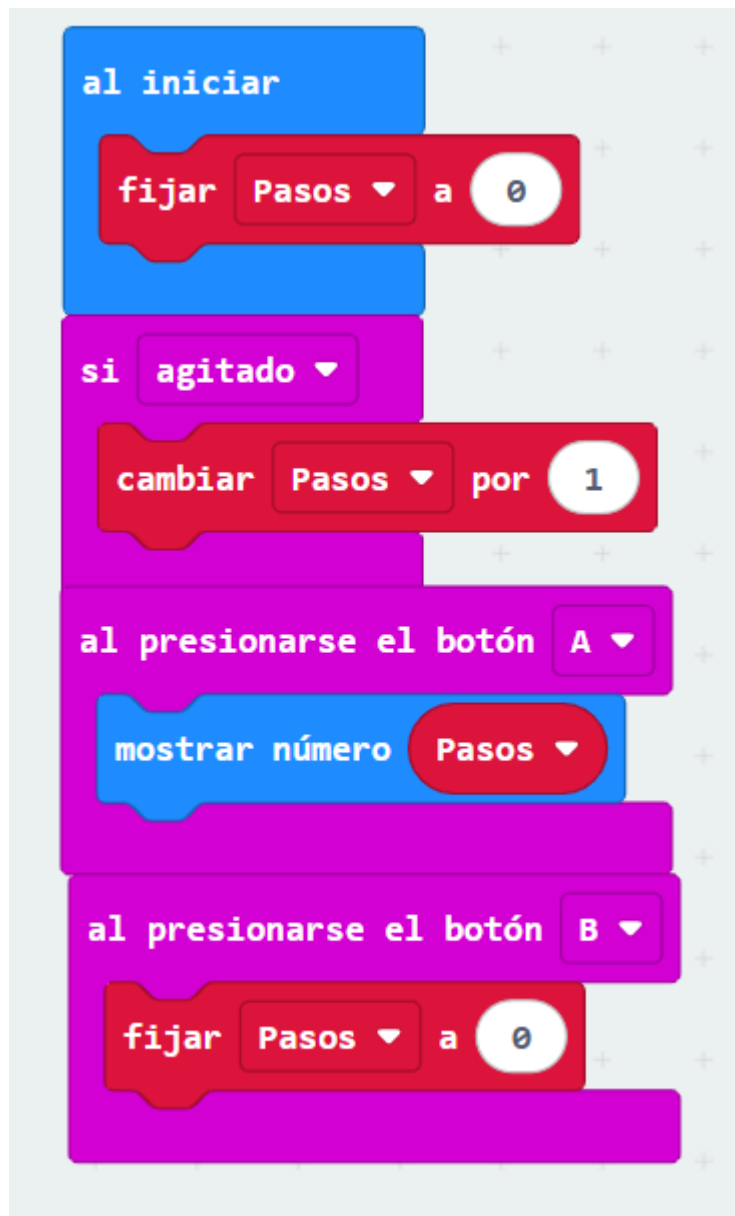 al iniciar
fijar Pasos a 0
si agitado
cambiar Pasos por 1
al presionarse el botón A
mostrar número Pasos
al presionarse el botón B
fijar Pasos a 0